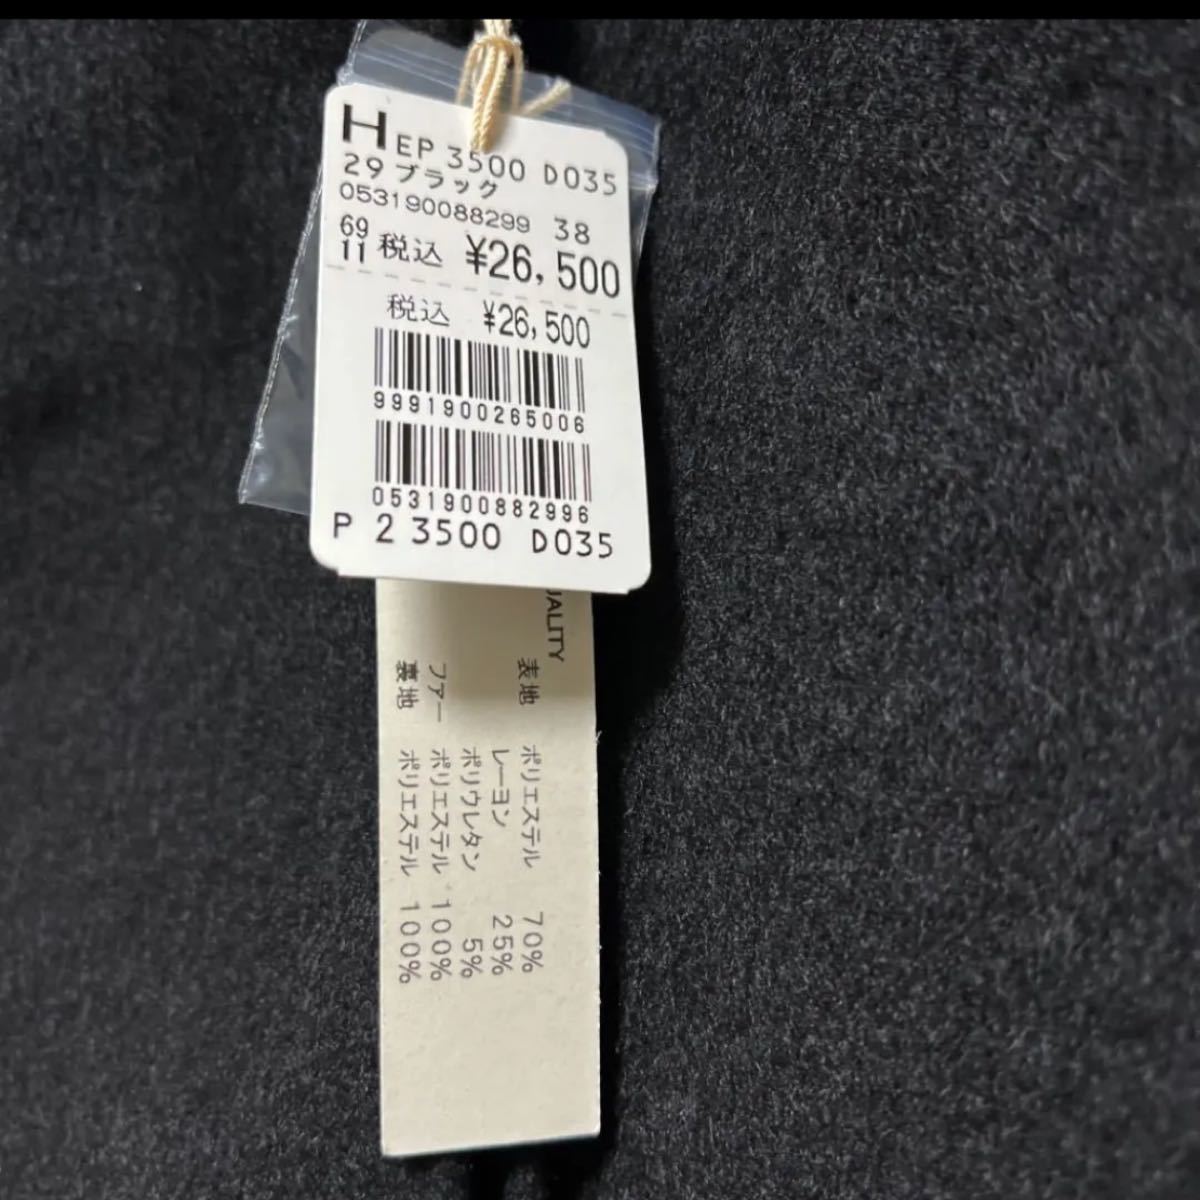 HEP 3500 D035
29 ブラック
053190088299 38
69
11 税込 ¥26,500
税込 ¥26,500
9991900265006
0531900882996
P 2 3500 D035
UALITY
表地 ポリエステル 70%
レーヨン 25%
ポリウレタン 5%
ファー ポリエステル 100%
裏地 ポリエステル 100%